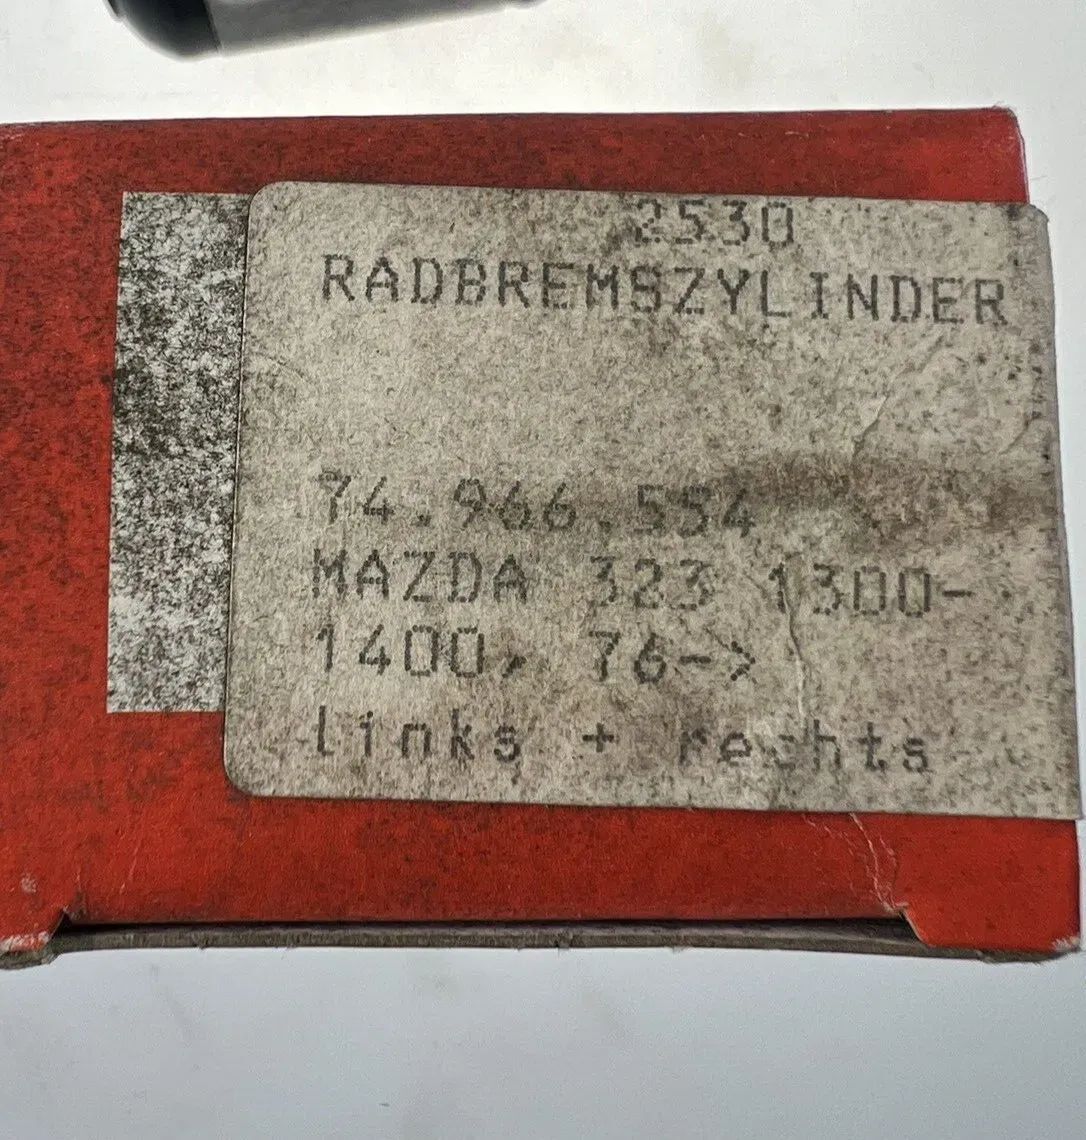 2530
RADBREMSZYLINDER
74.966.554
MAZDA 323 1300-
1400, 76->
links + rechts